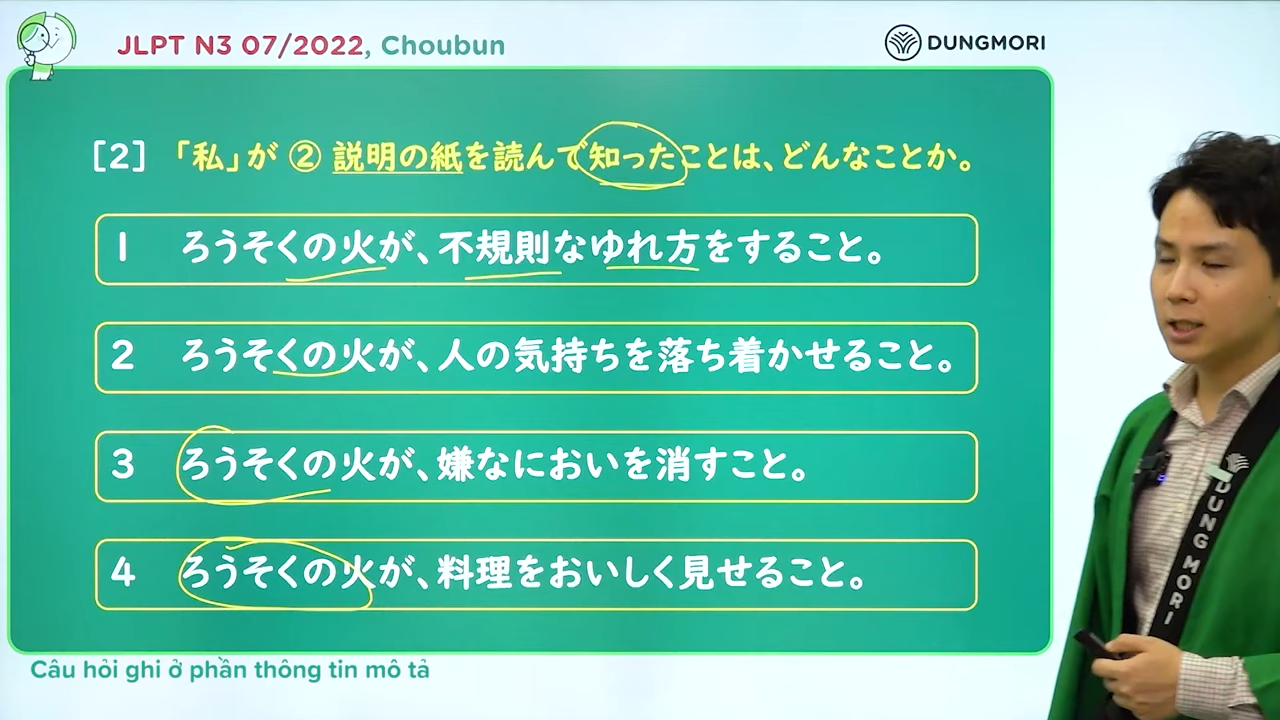 JLPT N3 07/2022, Choubun
DUNGMORI
[2] 「私」が ② 説明の紙を読んで知ったことは、どんなことか。
1 ろうそくの火が、不規則なゆれ方をすること。
2 ろうそくの火が、人の気持ちを落ち着かせること。
3 ろうそくの火が、嫌なにおいを消すこと。
4 ろうそくの火が、料理をおいしく見せること。
Câu hỏi ghi ở phần thông tin mô tả
DUNGMORI